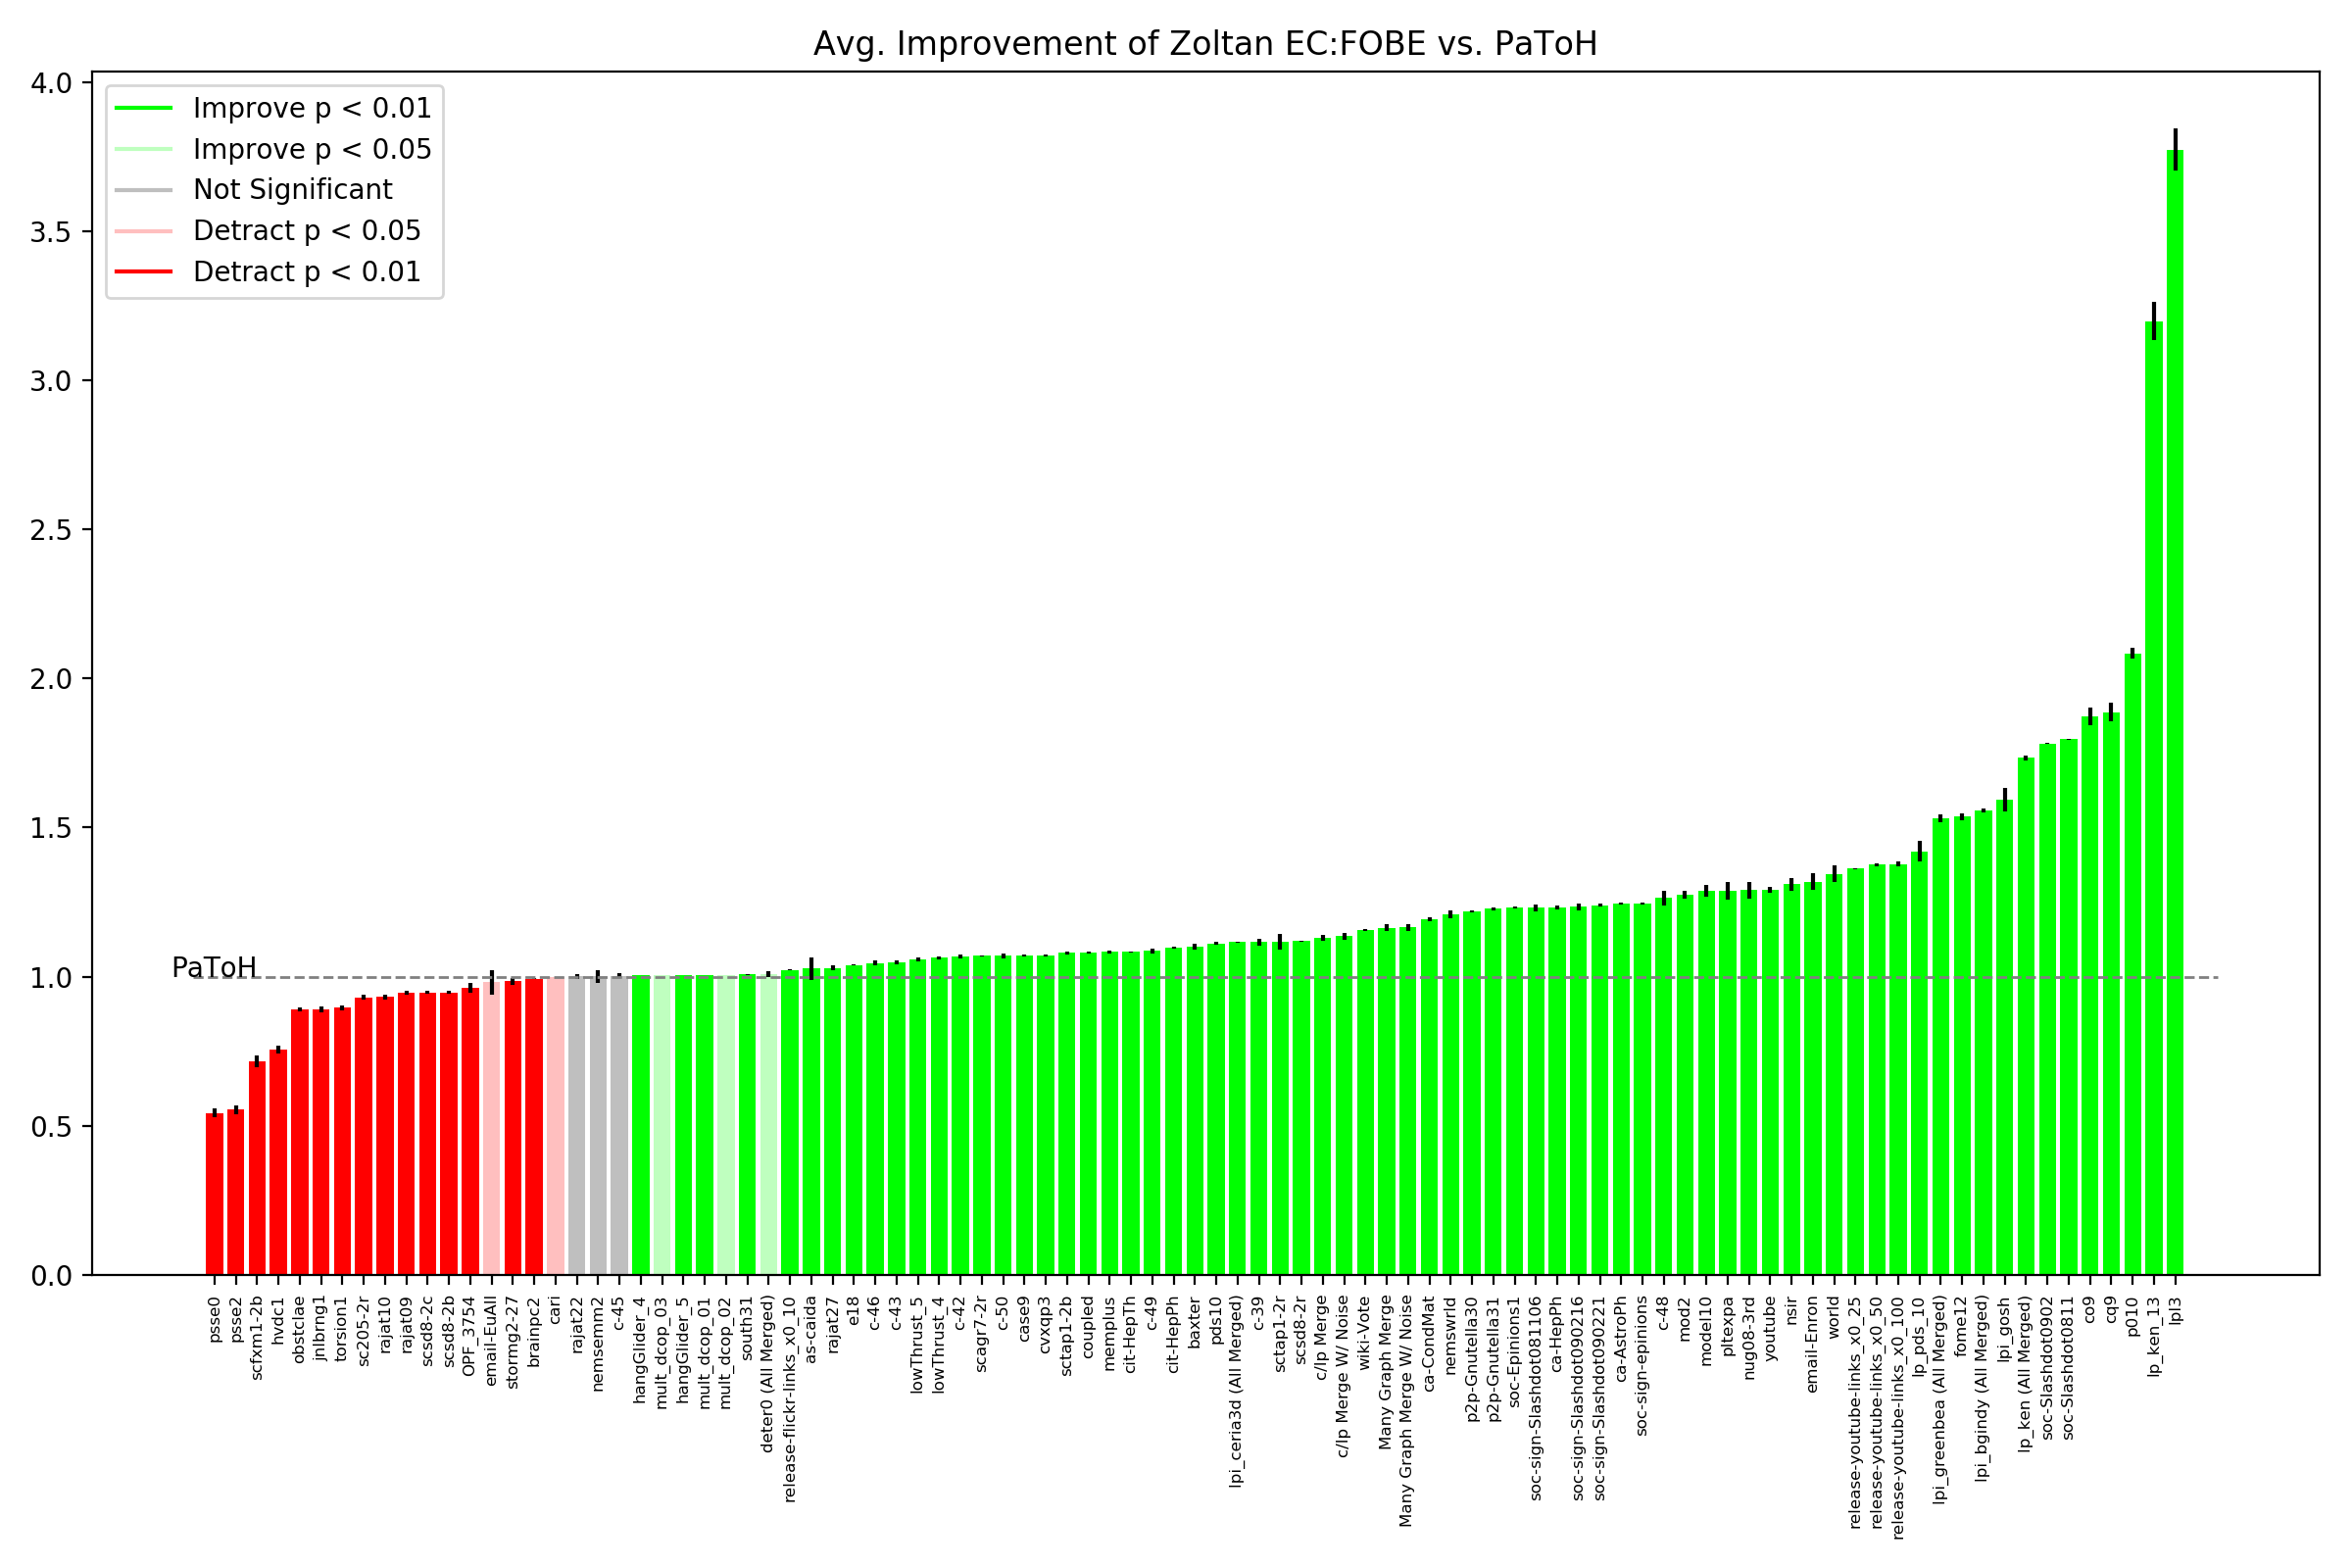 Avg. Improvement of Zoltan EC:FOBE vs. PaToH
4.0
3.5
3.0
2.5
2.0
1.5
1.0
0.5
0.0
Improve p < 0.01
Improve p < 0.05
Not Significant
Detract p < 0.05
Detract p < 0.01
PaToH
psse0
psse2
scfxm1-2b
hvdc1
obstclae
jnlbrng1
torsion1
sc205-2r
rajat10
rajat09
scsd8-2c
scsd8-2b
OPF_3754
email-EuAll
stormg2-27
brainpc2
cari
rajat22
nemsemm2
c-45
hangGlider_4
mult_dcop_03
hangGlider_5
mult_dcop_01
mult_dcop_02
south31
deter0 (All Merged)
release-flickr-links_x0_10
as-caida
rajat27
e18
c-46
c-43
lowThrust_5
lowThrust_4
c-42
scagr7-2r
c-50
case9
cvxqp3
sctap1-2b
coupled
memplus
cit-HepTh
c-49
cit-HepPh
baxter
pds10
lpi_ceria3d (All Merged)
c-39
sctap1-2r
scsd8-2r
c/lp Merge
c/lp Merge W/ Noise
wiki-Vote
Many Graph Merge
Many Graph Merge W/ Noise
ca-CondMat
nemswrld
p2p-Gnutella30
p2p-Gnutella31
soc-Epinions1
soc-sign-Slashdot081106
ca-HepPh
soc-sign-Slashdot090216
soc-sign-Slashdot090221
ca-AstroPh
soc-sign-epinions
c-48
mod2
model10
pltexpa
nug08-3rd
youtube
nsir
email-Enron
world
release-youtube-links_x0_25
release-youtube-links_x0_50
release-youtube-links_x0_100
lp_pds_10
lpi_greenbea (All Merged)
fome12
lpi_bgindy (All Merged)
lpi_gosh
lp_ken (All Merged)
soc-Slashdot0902
soc-Slashdot0811
co9
cq9
p010
lp_ken_13
lpl3